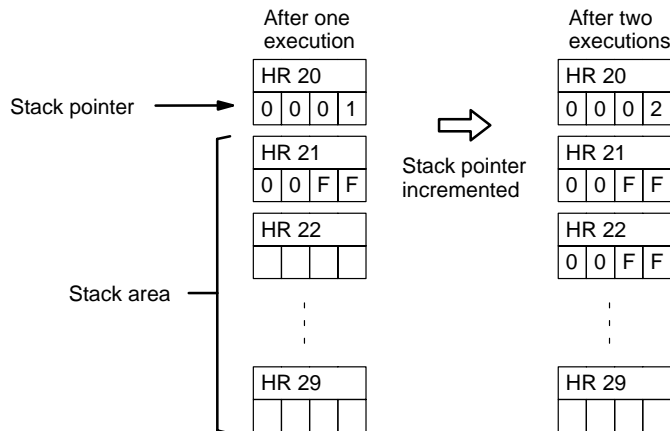 After one
execution
HR 20
0 0 0 1
Stack pointer
HR 21
0 0 F F
HR 22
Stack area
HR 29
Stack pointer
incremented
After two
executions
HR 20
0 0 0 2
HR 21
0 0 F F
HR 22
0 0 F F
HR 29